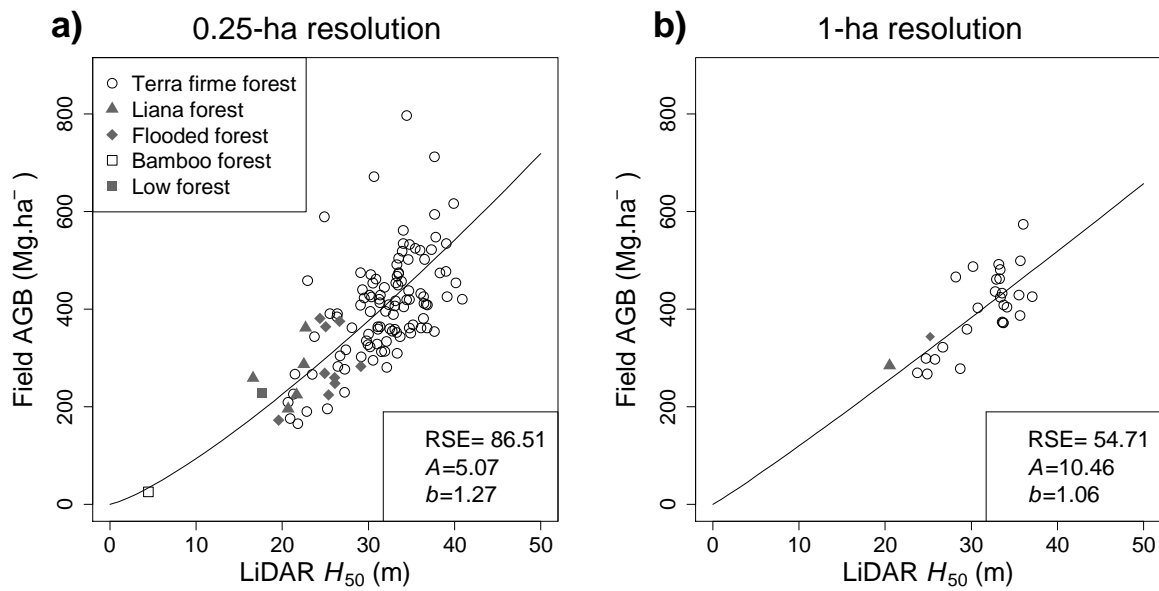 a)
0.25-ha resolution
Terra firme forest
Liana forest
Flooded forest
Bamboo forest
Low forest
Field AGB (Mg.ha⁻)
0
200
400
600
800
RSE= 86.51
A=5.07
b=1.27
0 10 20 30 40 50
LiDAR H₅₀ (m)
b)
1-ha resolution
Field AGB (Mg.ha⁻)
0
200
400
600
800
RSE= 54.71
A=10.46
b=1.06
0 10 20 30 40 50
LiDAR H₅₀ (m)